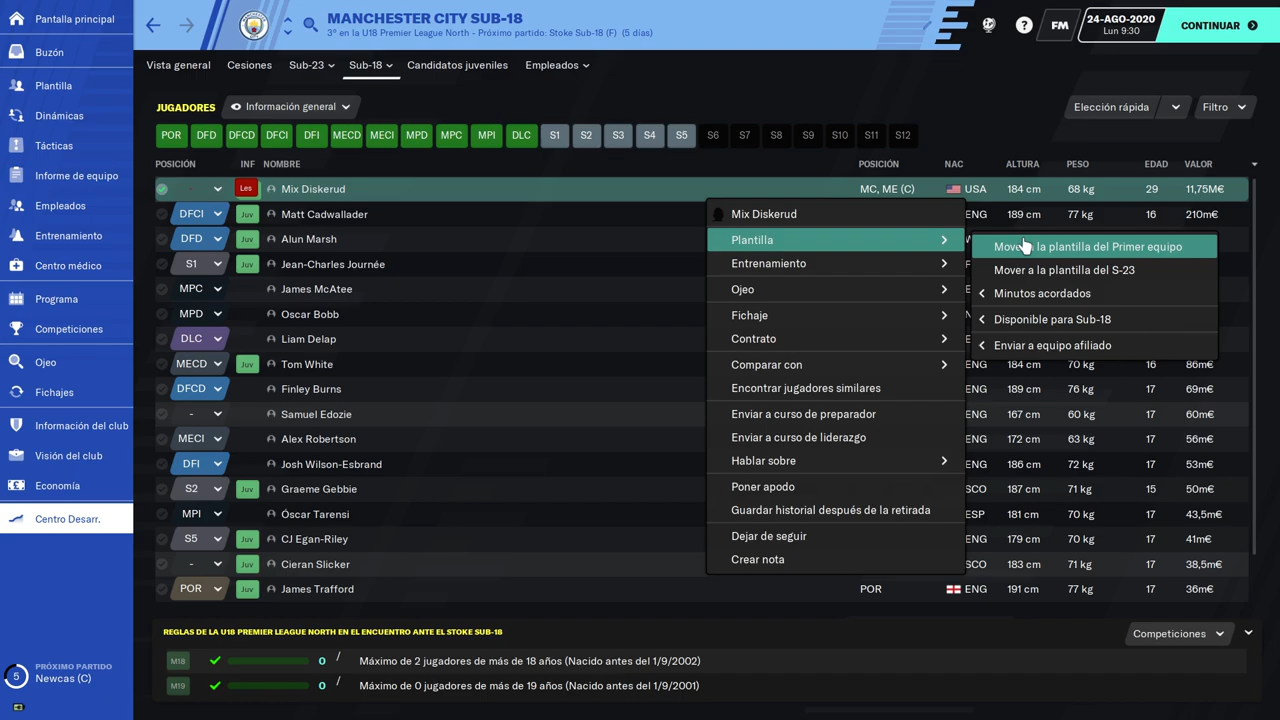 Pantalla principal
Buzón
Plantilla
Dinámicas
Tácticas
Informe de equipo
Empleados
Entrenamiento
Centro médico
Programa
Competiciones
Ojeo
Fichajes
Información del club
Visión del club
Economía
Centro Desarr.
5
PRÓXIMO PARTIDO
Newcas (C)
MANCHESTER CITY SUB-18
3º en la U18 Premier League North - Próximo partido: Stoke Sub-18 (F) (5 días)
FM
24-AGO-2020
Lun 9:30
CONTINUAR
Vista general Cesiones Sub-23 Sub-18 Candidatos juveniles Empleados
JUGADORES Información general Elección rápida Filtro
POR DFD DFCD DFCI DFI MECD MECI MPD MPC MPI DLC S1 S2 S3 S4 S5 S6 S7 S8 S9 S10 S11 S12
POSICIÓN INF NOMBRE POSICIÓN NAC ALTURA PESO EDAD VALOR
- Les Mix Diskerud MC, ME (C) USA 184 cm 68 kg 29 11,75M€
DFCI Juv Matt Cadwallader ENG 189 cm 77 kg 16 210m€
DFD Juv Alun Marsh
S1 Juv Jean-Charles Journée
MPC James McAtee
MPD Oscar Bobb
DLC Liam Delap
MECD Juv Tom White ENG 184 cm 70 kg 16 86m€
DFCD Finley Burns ENG 189 cm 76 kg 17 69m€
- Samuel Edozie ENG 167 cm 60 kg 17 60m€
MECI Alex Robertson ENG 172 cm 63 kg 17 56m€
DFI Josh Wilson-Esbrand ENG 186 cm 72 kg 17 53m€
S2 Juv Graeme Gebbie SCO 187 cm 71 kg 15 50m€
MPI Óscar Tarensi ESP 181 cm 70 kg 17 43,5m€
S5 Juv CJ Egan-Riley ENG 179 cm 70 kg 17 41m€
- Juv Cieran Slicker SCO 183 cm 71 kg 17 38,5m€
POR Juv James Trafford POR ENG 191 cm 77 kg 17 36m€
Mix Diskerud
Plantilla
Entrenamiento
Ojeo
Fichaje
Contrato
Comparar con
Encontrar jugadores similares
Enviar a curso de preparador
Enviar a curso de liderazgo
Hablar sobre
Poner apodo
Guardar historial después de la retirada
Dejar de seguir
Crear nota
Mover a la plantilla del Primer equipo
Mover a la plantilla del S-23
Minutos acordados
Disponible para Sub-18
Enviar a equipo afiliado
REGLAS DE LA U18 PREMIER LEAGUE NORTH EN EL ENCUENTRO ANTE EL STOKE SUB-18 Competiciones
M18 0 / Máximo de 2 jugadores de más de 18 años (Nacido antes del 1/9/2002)
M19 0 / Máximo de 0 jugadores de más de 19 años (Nacido antes del 1/9/2001)